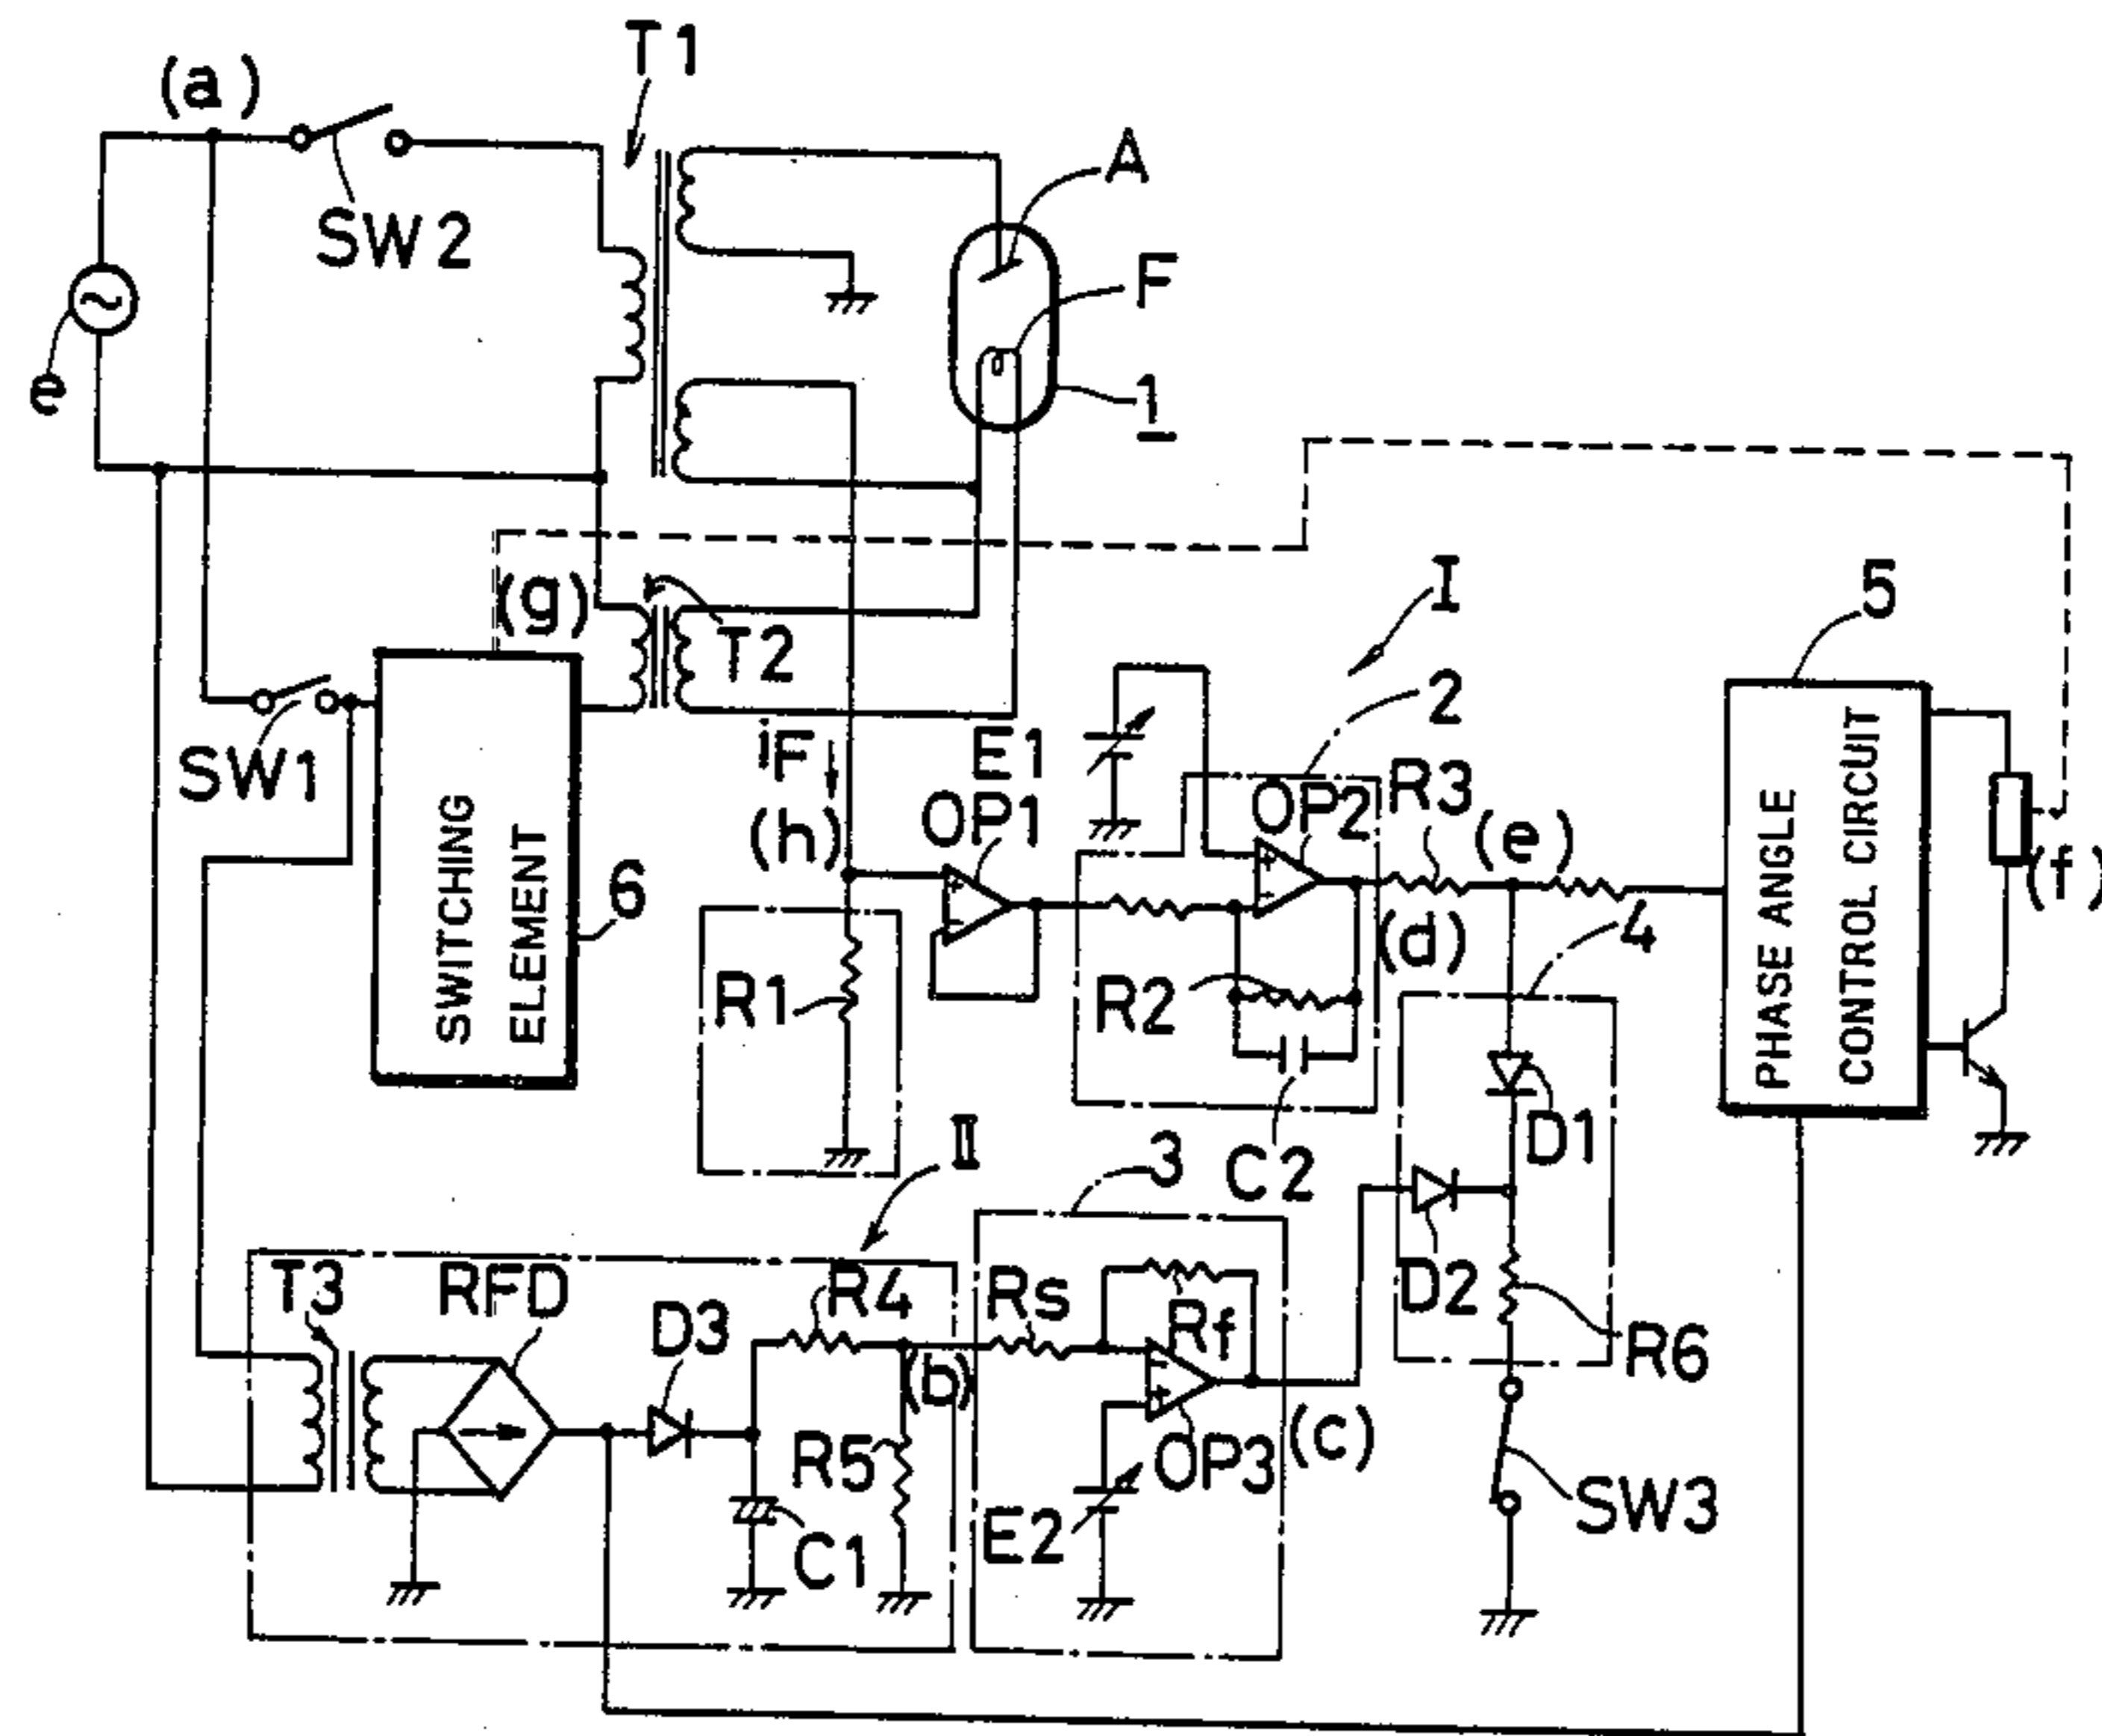 T1
(a)
A
SW2
F
e
1
I
(g)
5
T2
2
SW1
iF
E1
OP2
R3
(h)
OP1
(e)
SWITCHING
ELEMENT
6
(d)
4
PHASE ANGLE
CONTROL CIRCUIT
(f)
R1
R2
D1
II
3
C2
T3
RFD
R4
Rs
D2
D3
Rf
R6
(b)
R5
OP3
(c)
C1
E2
SW3